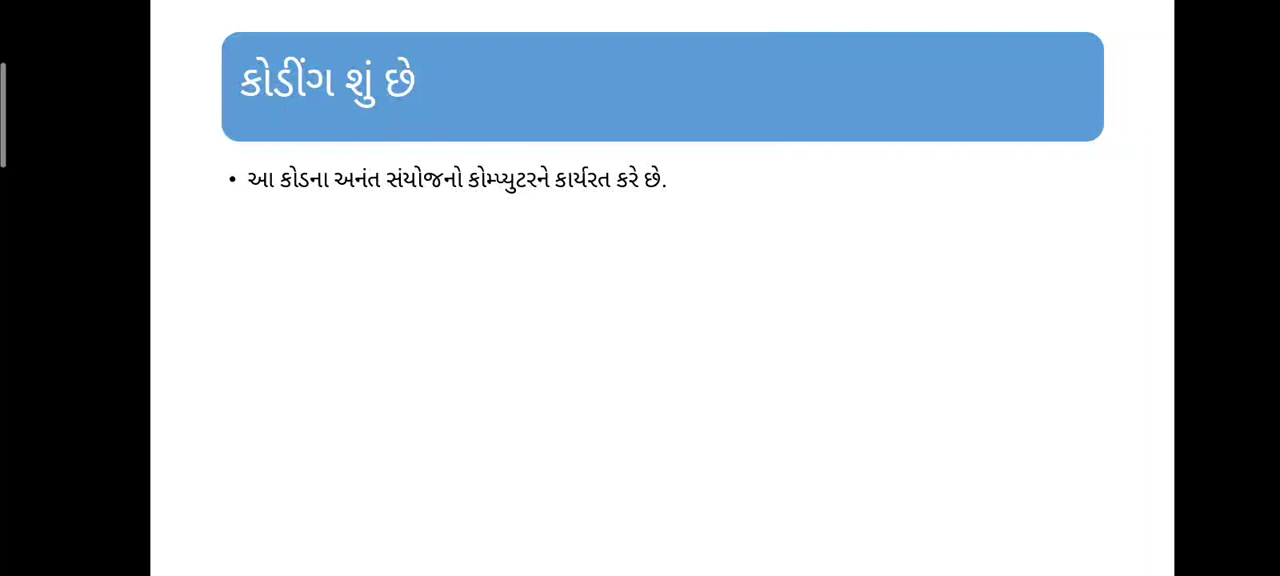 કોડીંગ શું છે
• આ કોડના અનંત સંયોજનો કોમ્પ્યુટરને કાર્યરત કરે છે.